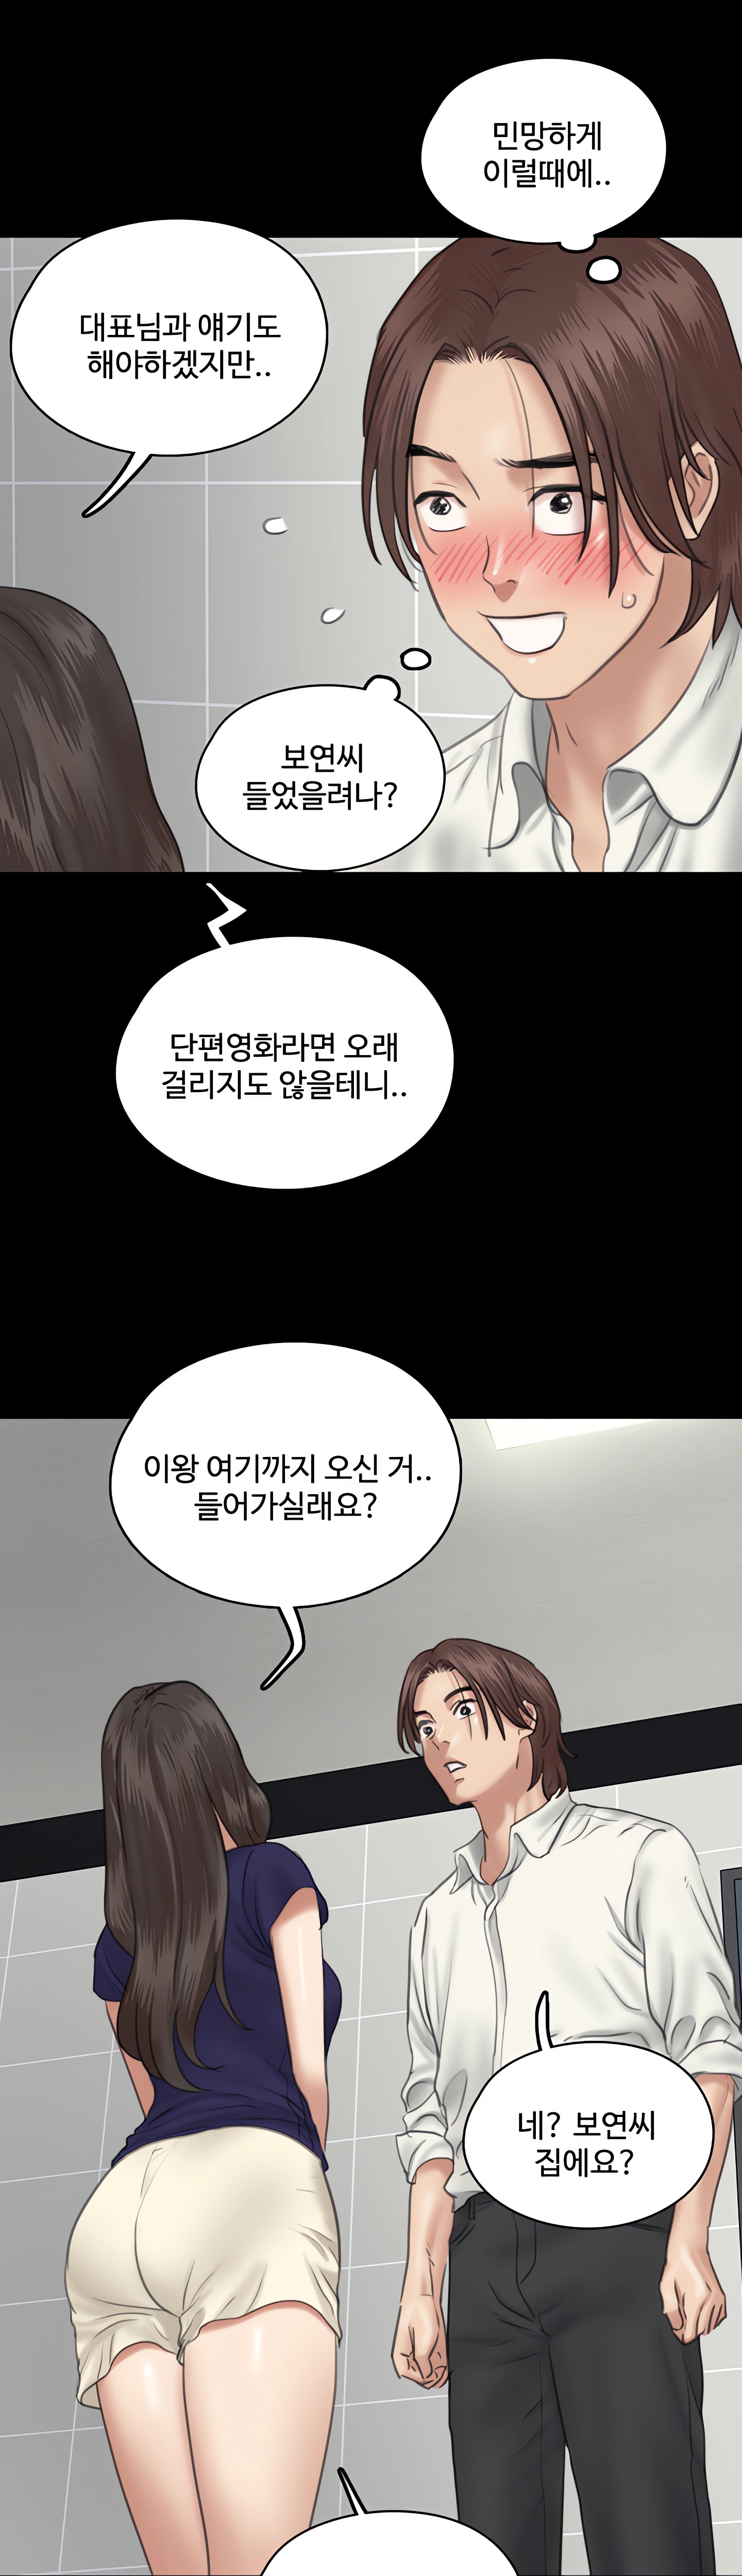 민망하게
이럴때에..
대표님과 얘기도
해야하겠지만..
보연씨
들었을려나?
단편영화라면 오래
걸리지도 않을테니..
이왕 여기까지 오신 거..
들어가실래요?
네? 보연씨
집에요?